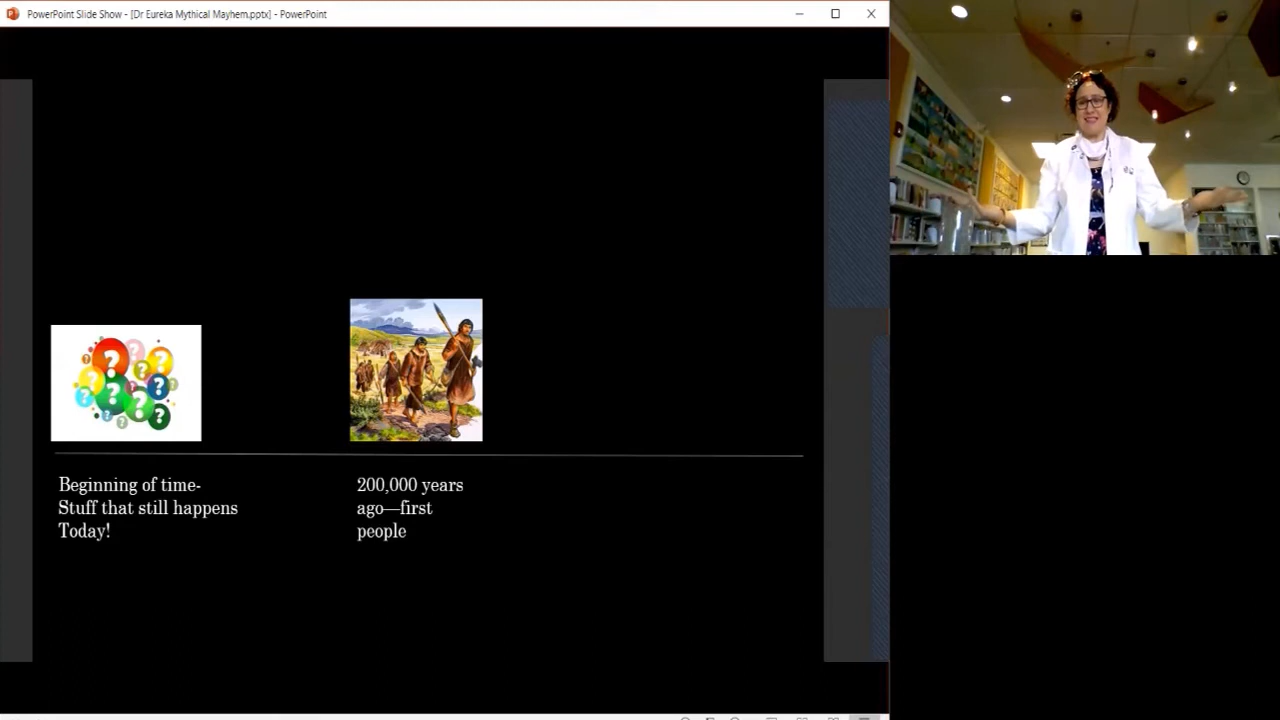 PowerPoint Slide Show - [Dr Eureka Mythical Mayhem.pptx] - PowerPoint
Beginning of time-
Stuff that still happens
Today!
200,000 years
ago—first
people